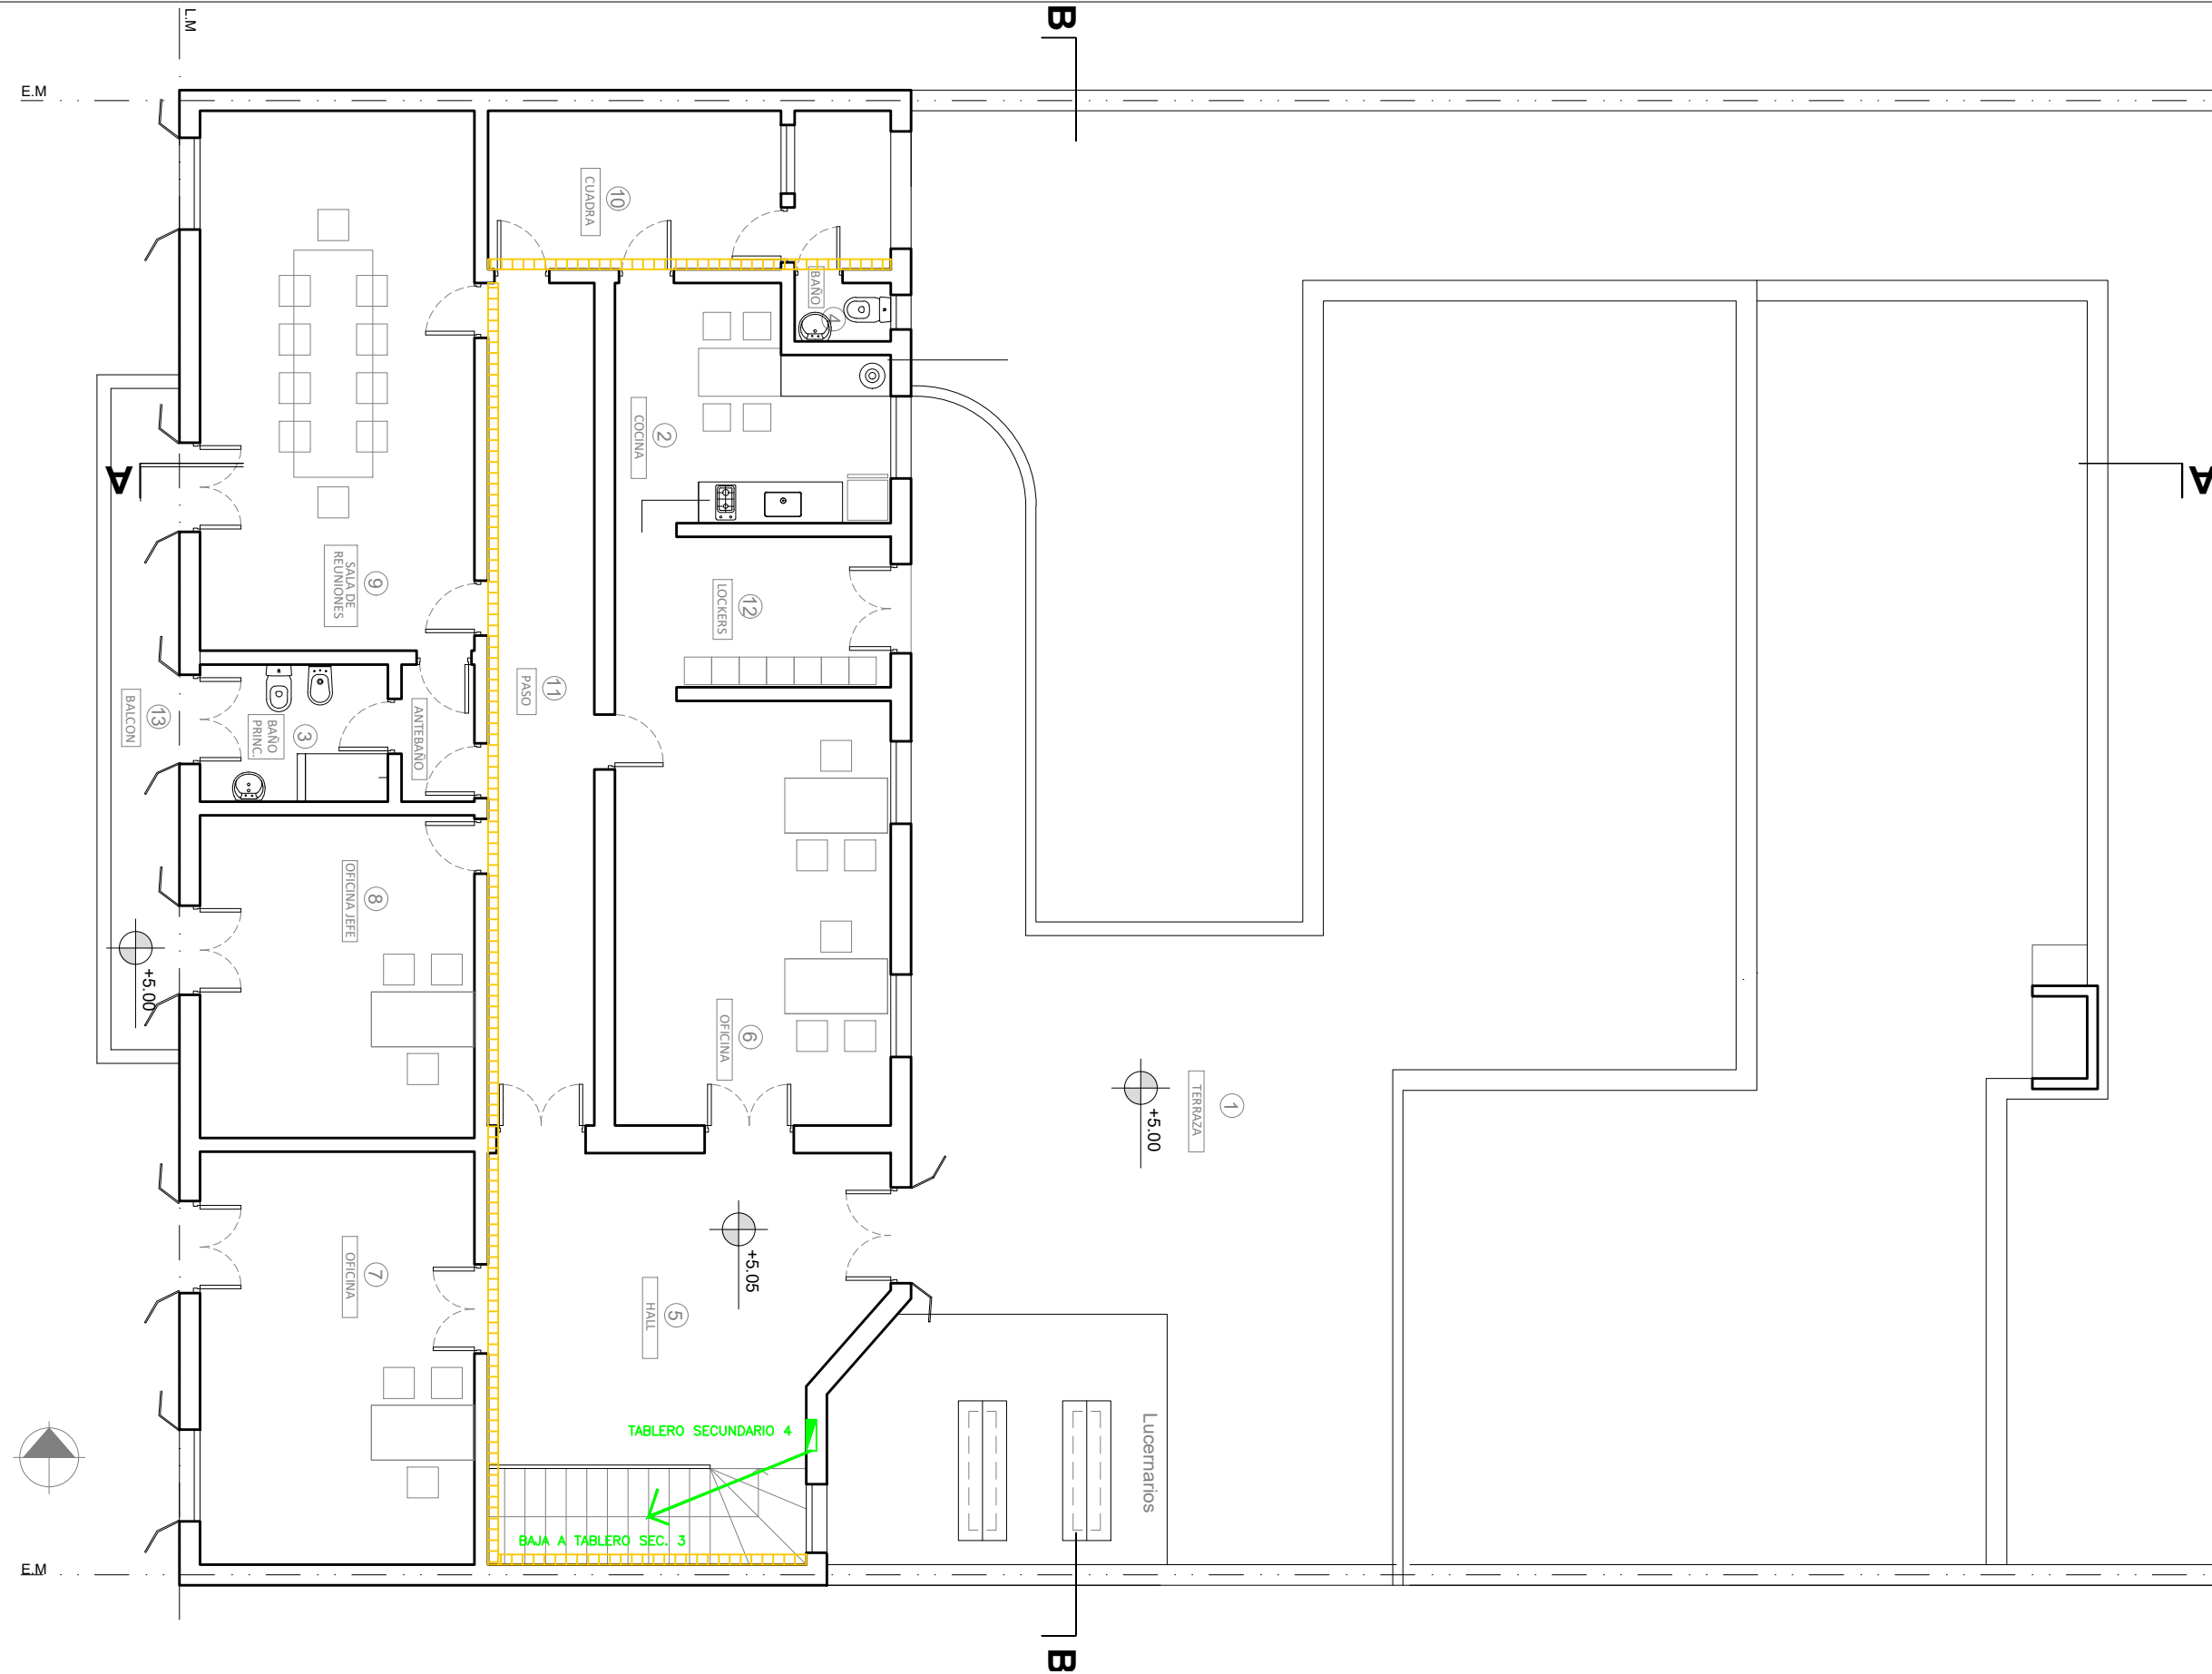 L.M
B
E.M
10
CUADRA
BAÑO
4
2
COCINA
A
A
9
SALA DE
REUNIONES
12
LOCKERS
11
PASO
ANTEBAÑO
13
BALCON
3
BAÑO
PRINC.
8
OFICINA JEFE
+5.00
6
OFICINA
1
TERRAZA
+5.00
+5.05
7
OFICINA
5
HALL
TABLERO SECUNDARIO 4
Lucernarios
BAJA A TABLERO SEC. 3
E.M
B